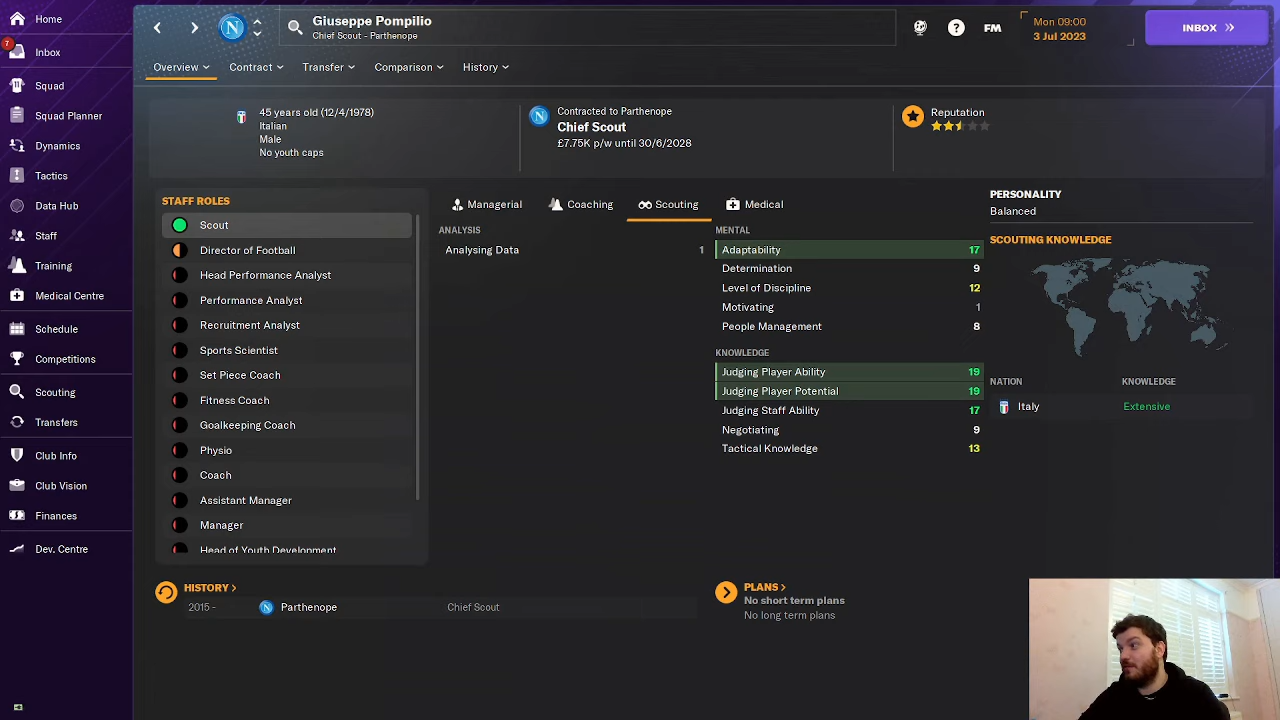 Home
7
Inbox
Squad
Squad Planner
Dynamics
Tactics
Data Hub
Staff
Training
Medical Centre
Schedule
Competitions
Scouting
Transfers
Club Info
Club Vision
Finances
Dev. Centre
N
Giuseppe Pompilio
Chief Scout - Parthenope
?
FM
Mon 09:00
3 Jul 2023
INBOX
Overview
Contract
Transfer
Comparison
History
45 years old (12/4/1978)
Italian
Male
No youth caps
N
Contracted to Parthenope
Chief Scout
£7.75K p/w until 30/6/2028
Reputation
STAFF ROLES
Scout
Director of Football
Head Performance Analyst
Performance Analyst
Recruitment Analyst
Sports Scientist
Set Piece Coach
Fitness Coach
Goalkeeping Coach
Physio
Coach
Assistant Manager
Manager
Head of Youth Development
Managerial
Coaching
Scouting
Medical
ANALYSIS
Analysing Data 1
MENTAL
Adaptability 17
Determination 9
Level of Discipline 12
Motivating 1
People Management 8
KNOWLEDGE
Judging Player Ability 19
Judging Player Potential 19
Judging Staff Ability 17
Negotiating 9
Tactical Knowledge 13
PERSONALITY
Balanced
SCOUTING KNOWLEDGE
NATION KNOWLEDGE
Italy Extensive
HISTORY
2015 - N Parthenope Chief Scout
PLANS
No short term plans
No long term plans